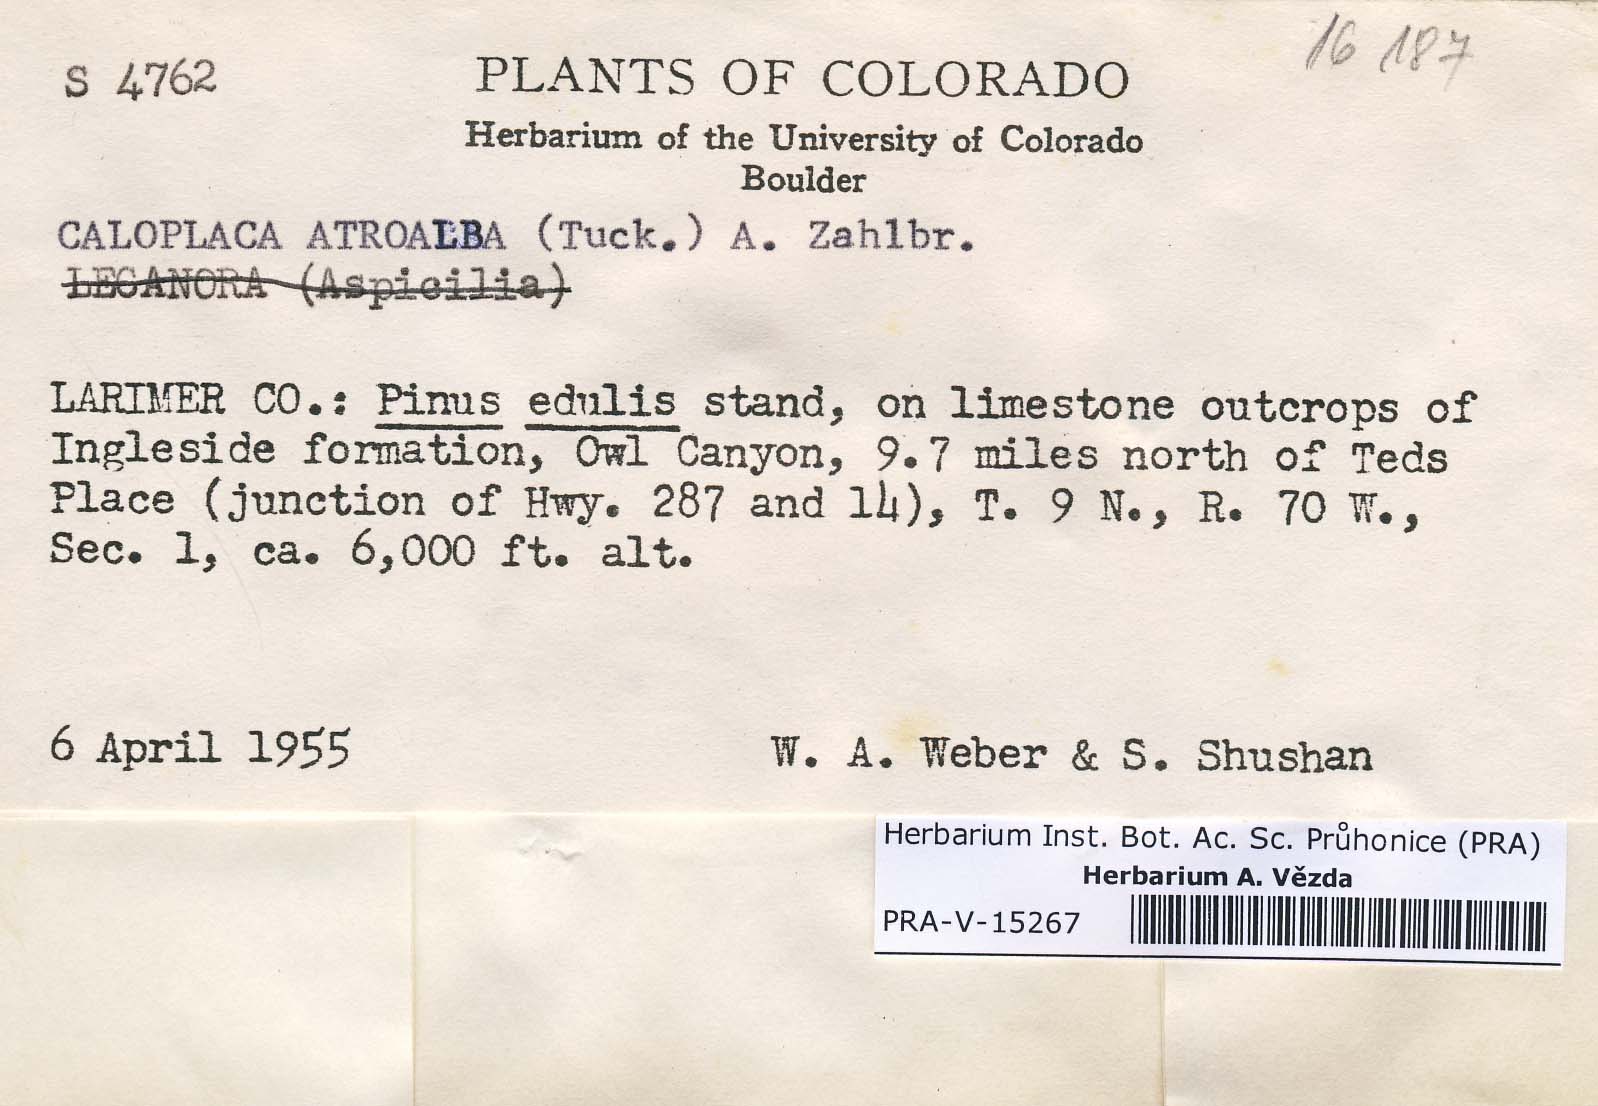 16 187
S 4762
PLANTS OF COLORADO
Herbarium of the University of Colorado
Boulder
CALOPLACA ATROALBA (Tuck.) A. Zahlbr.
LECANORA (Aspicilia)
LARIMER CO.: Pinus edulis stand, on limestone outcrops of
Ingleside formation, Owl Canyon, 9.7 miles north of Teds
Place (junction of Hwy. 287 and 14), T. 9 N., R. 70 W.,
Sec. 1, ca. 6,000 ft. alt.
6 April 1955
W. A. Weber & S. Shushan
Herbarium Inst. Bot. Ac. Sc. Průhonice (PRA)
Herbarium A. Vězda
PRA-V-15267